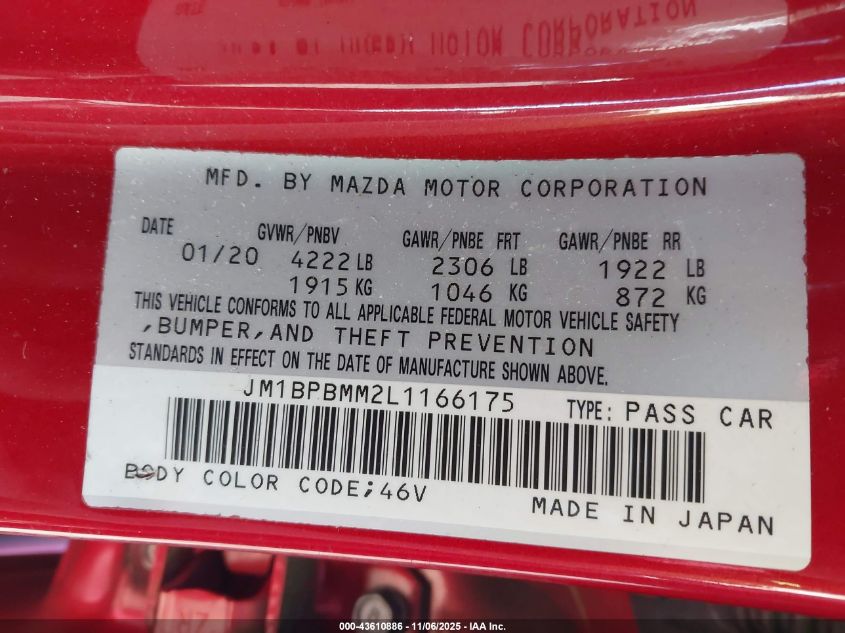 MFD. BY MAZDA MOTOR CORPORATION
DATE GVWR/PNBV GAWR/PNBE FRT GAWR/PNBE RR
01/20 4222 LB 2306 LB 1922 LB
1915 KG 1046 KG 872 KG
THIS VEHICLE CONFORMS TO ALL APPLICABLE FEDERAL MOTOR VEHICLE SAFETY
,BUMPER,AND THEFT PREVENTION
STANDARDS IN EFFECT ON THE DATE OF MANUFACTURE SHOWN ABOVE.
JM1BPBMM2L1166175 TYPE: PASS CAR
BODY COLOR CODE;46V
MADE IN JAPAN
000-43610886 - 11/06/2025 - IAA Inc.